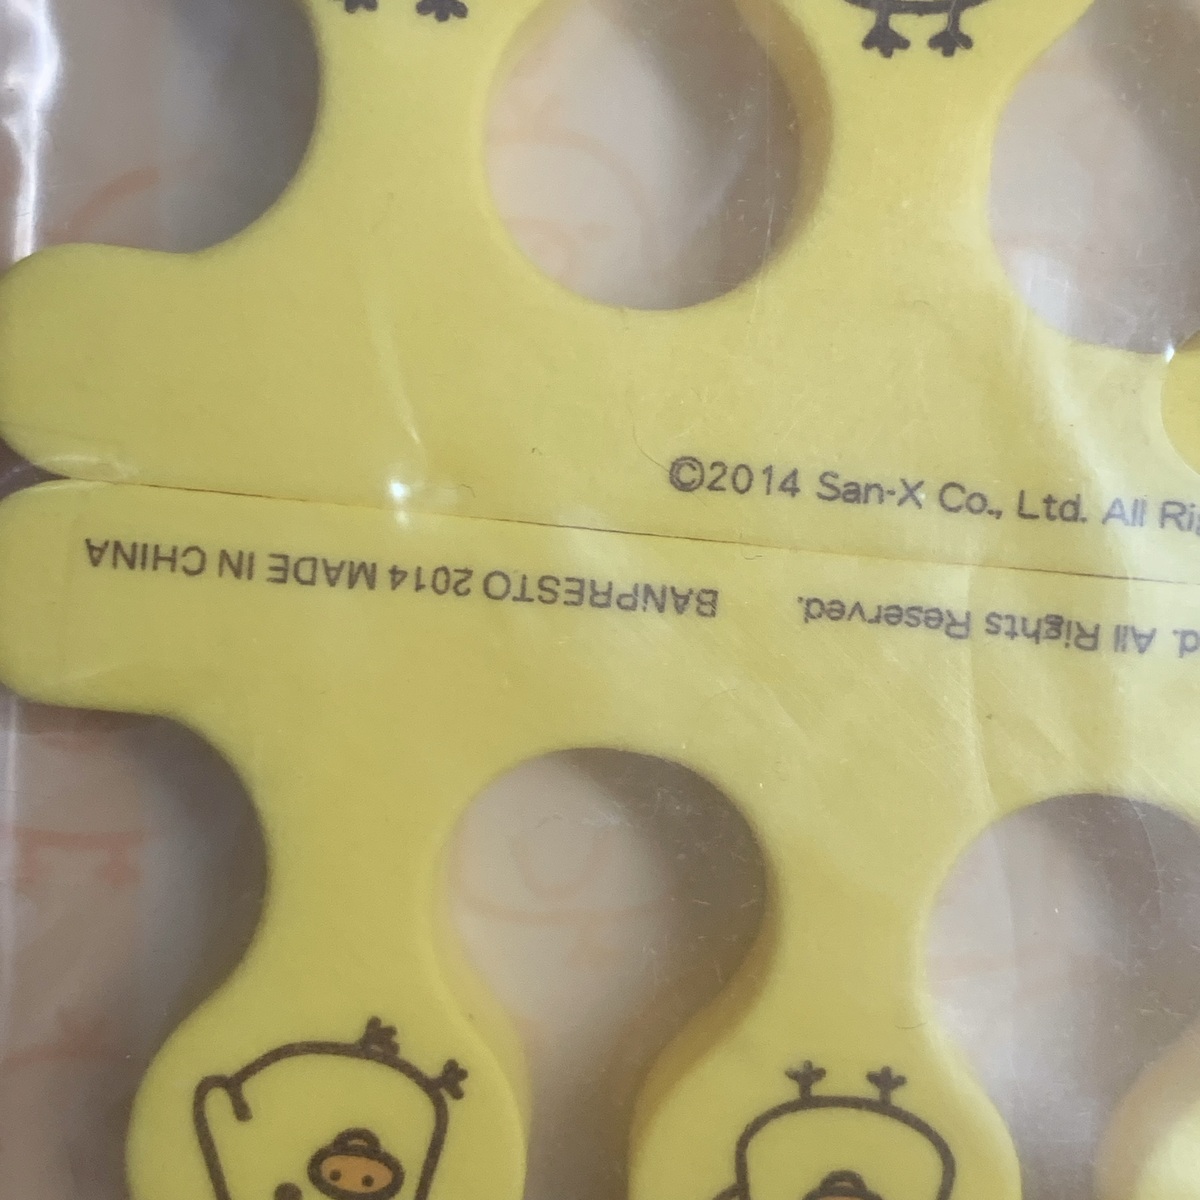 ©2014 San-X Co., Ltd. All Ri
d. All Rights Reserved. BANPRESTO 2014 MADE IN CHINA